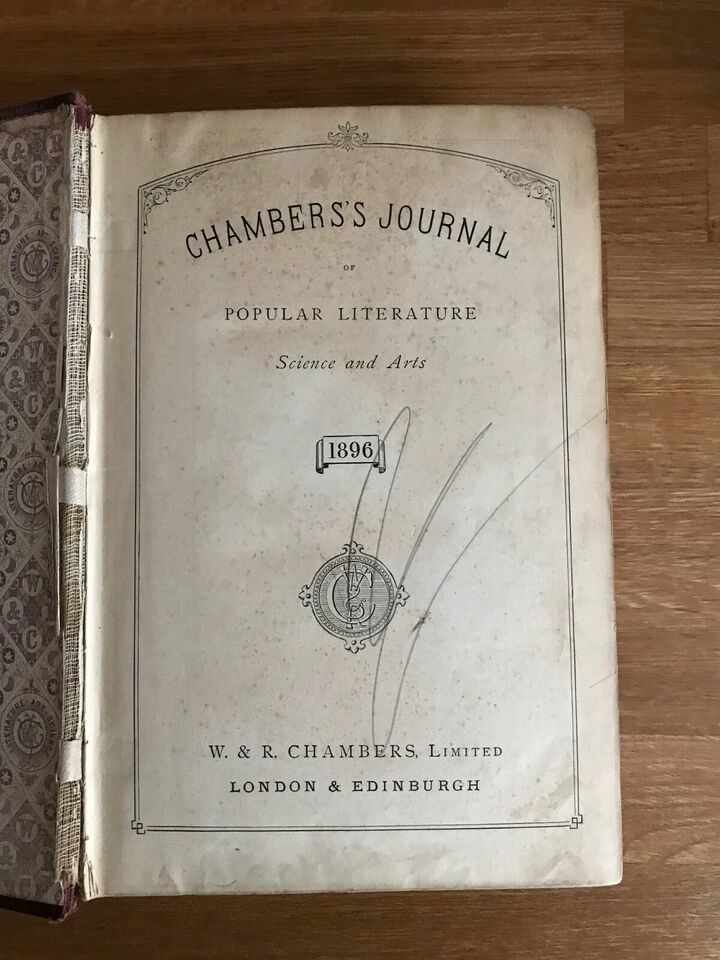 CHAMBERS'S JOURNAL
OF
POPULAR LITERATURE
Science and Arts
1896
W. & R. CHAMBERS, LIMITED
LONDON & EDINBURGH